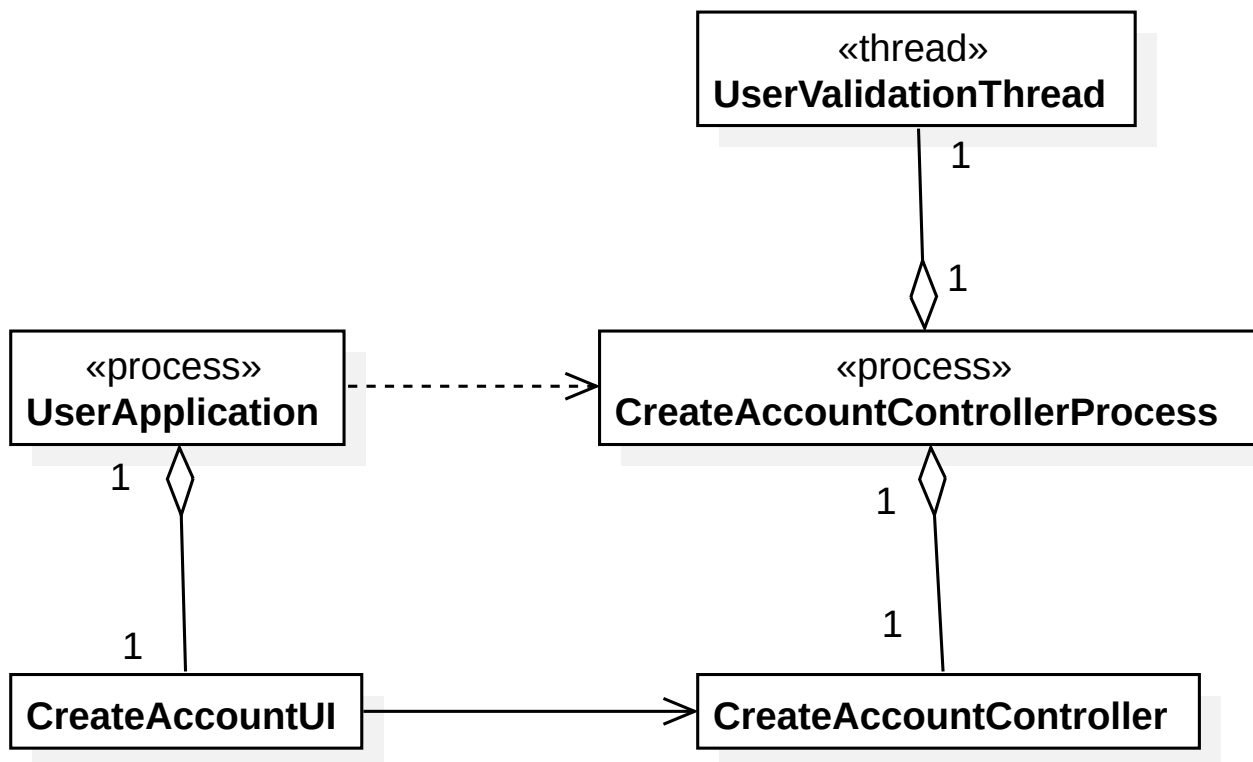 «thread»
UserValidationThread
1
1
«process»
UserApplication
«process»
CreateAccountControllerProcess
1
1
1
1
CreateAccountUI
CreateAccountController